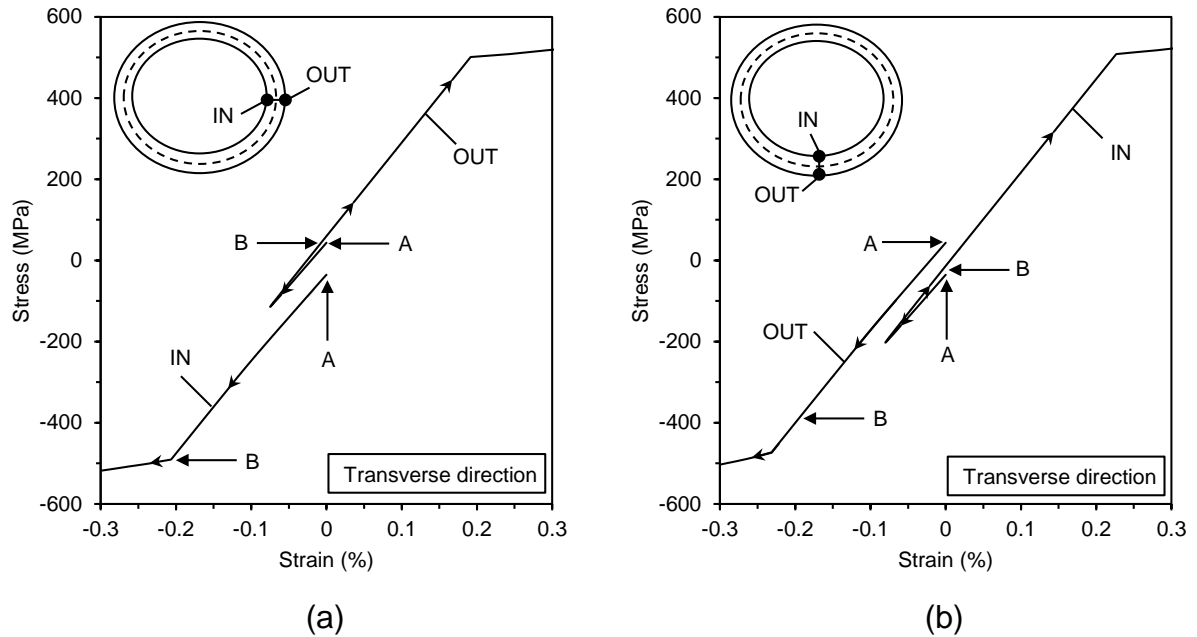 600
400
200
0
-200
-400
-600
Stress (MPa)
IN
OUT
OUT
B
A
A
IN
B
Transverse direction
-0.3
-0.2
-0.1
0
0.1
0.2
0.3
Strain (%)
(a)
600
400
200
0
-200
-400
-600
Stress (MPa)
IN
OUT
IN
A
B
A
OUT
B
Transverse direction
-0.3
-0.2
-0.1
0
0.1
0.2
0.3
Strain (%)
(b)